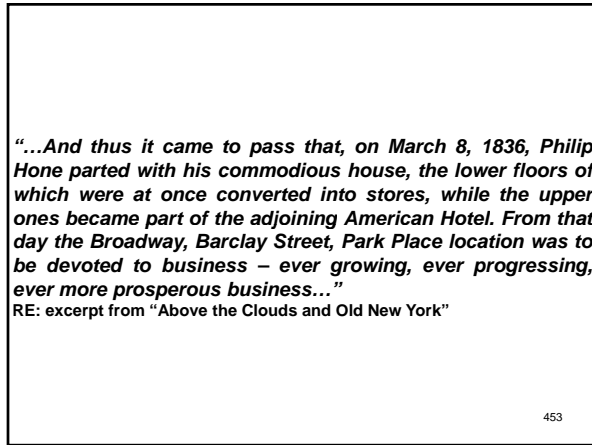 “…And thus it came to pass that, on March 8, 1836, Philip
Hone parted with his commodious house, the lower floors of
which were at once converted into stores, while the upper
ones became part of the adjoining American Hotel. From that
day the Broadway, Barclay Street, Park Place location was to
be devoted to business – ever growing, ever progressing,
ever more prosperous business…”
RE: excerpt from “Above the Clouds and Old New York”
453